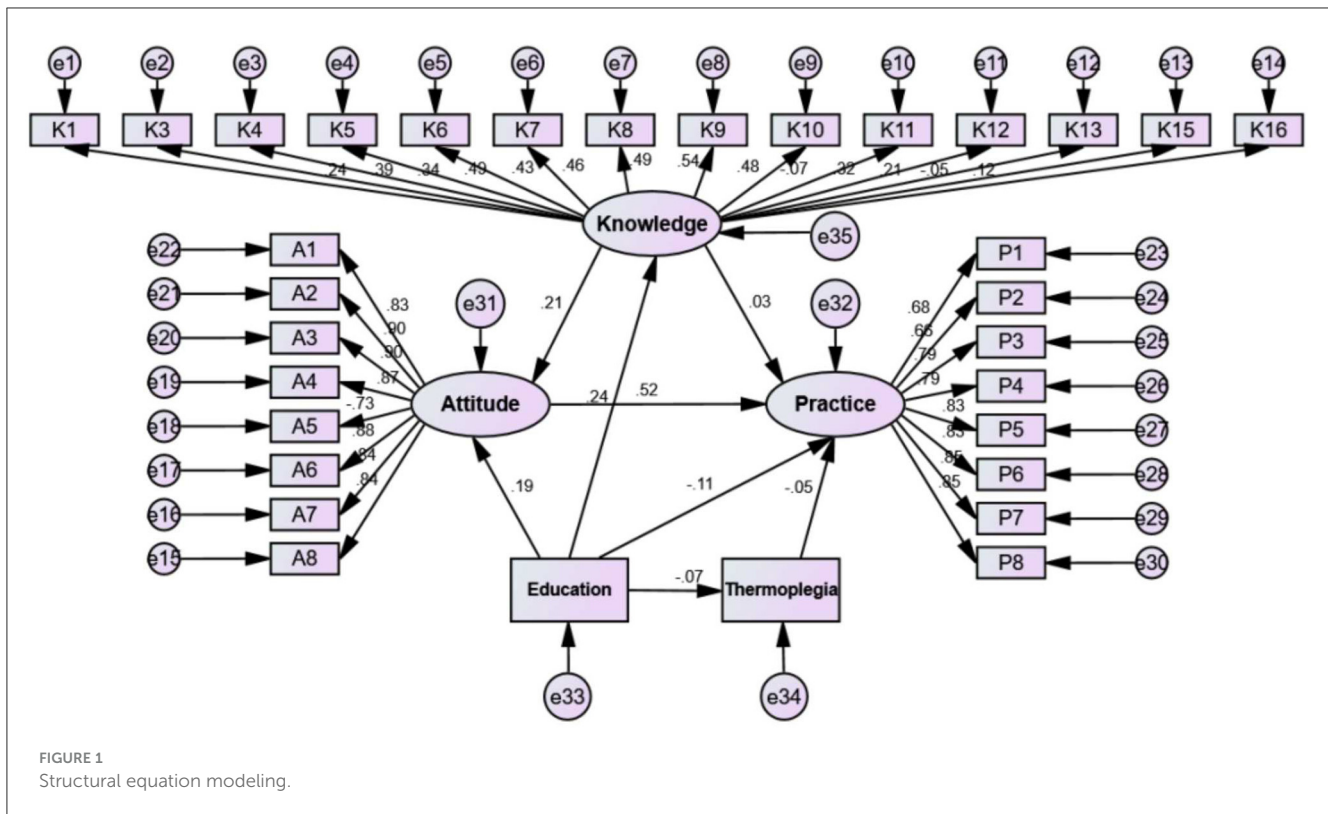 e1 e2 e3 e4 e5 e6 e7 e8 e9 e10 e11 e12 e13 e14
K1 K3 K4 K5 K6 K7 K8 K9 K10 K11 K12 K13 K15 K16
.24 .39 .34 .49 .43 .46 .49 .54 .48 -.07 .32 .21 -.05 .12
Knowledge
e35
e22 A1
e21 A2
e20 A3
e19 A4
e18 A5
e17 A6
e16 A7
e15 A8
.83
.90
.90
.87
-.73
.88
.84
.84
e31
Attitude
.21
.03
.24 .52
e32
Practice
.68
.66
.79
.79
.83
.83
.85
.85
P1 e23
P2 e24
P3 e25
P4 e26
P5 e27
P6 e28
P7 e29
P8 e30
.19
-.11
-.05
Education
-.07
Thermoplegia
e33
e34
FIGURE 1
Structural equation modeling.